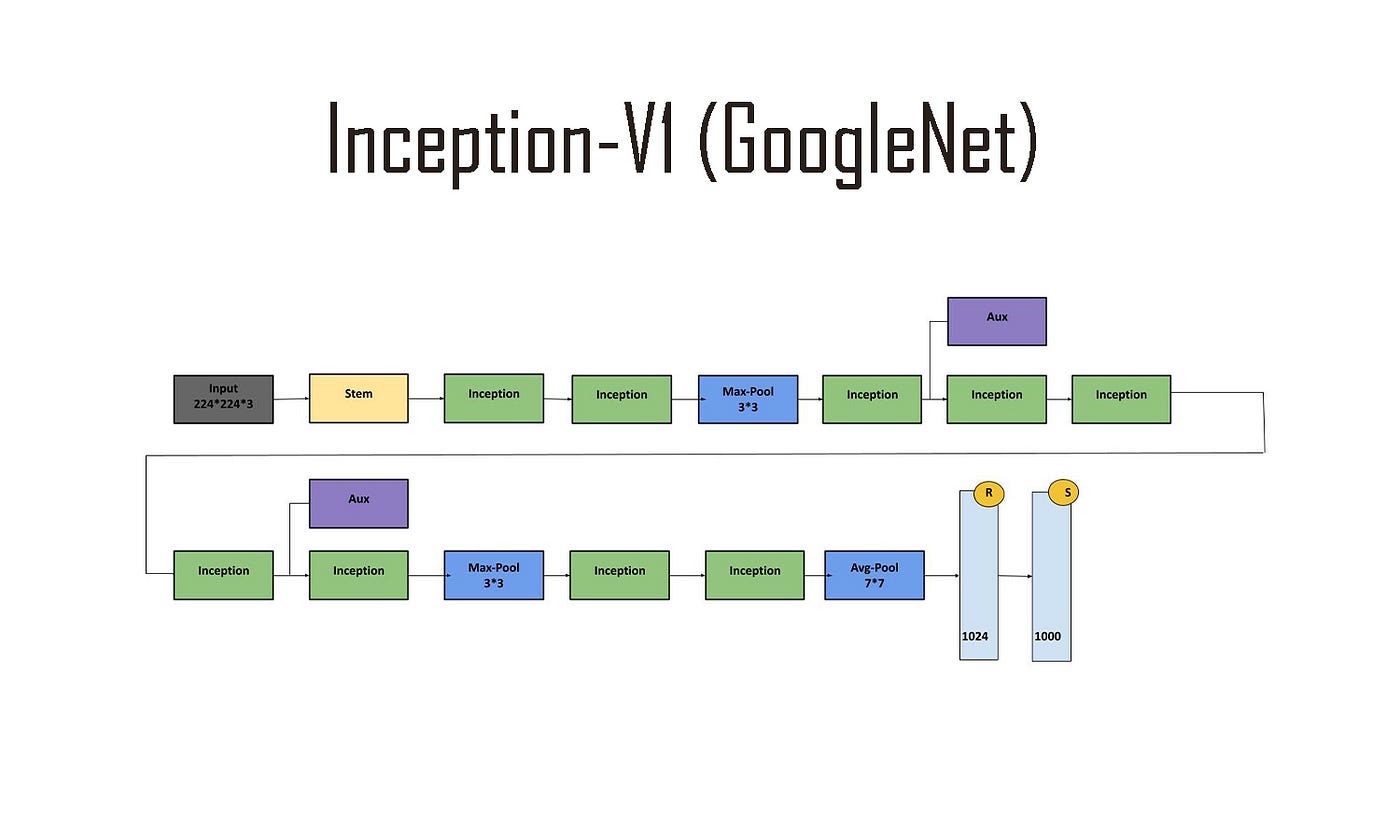 Inception-V1 (GoogleNet)
Aux
Input
224*224*3
Stem
Inception
Inception
Max-Pool
3*3
Inception
Inception
Inception
Aux
R
S
Inception
Inception
Max-Pool
3*3
Inception
Inception
Avg-Pool
7*7
1024
1000